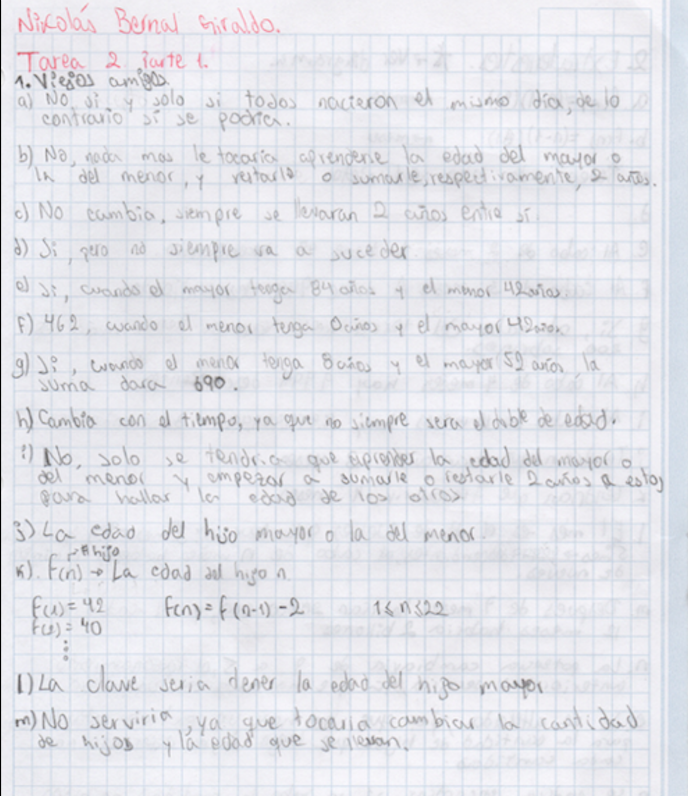 Nikolás Bernal Giraldo.
Tarea 2 Parte 1.
1. Viejos amigos.
a) No, si y solo si todos nacieron el mismo día, de lo
contrario si se podría.
b) No, nada mas le tocaría aprenderse la edad del mayor o
la del menor, y restarle o sumarle, respectivamente, 2 años.
c) No cambia, siempre se llevaran 2 años entre si.
d) Si, pero no siempre va a suceder
e) si, cuando el mayor tenga 84 años y el menor 42 años
F) 462, cuando el menor tenga 0 años y el mayor 42 años
g) Si, cuando el menor tenga 8 años y el mayor 52 años, la
suma dara 690.
h) Cambia con el tiempo, ya que no siempre sera el doble de edad.
i) No, solo se tendría que aprender la edad del mayor o
del menor y empezar a sumarle o restarle 2 años a estos
para hallar la edad de los otros
j) La edad del hijo mayor o la del menor.
# hijo
k). F(n) → La edad del hijo n.
F(1) = 42 F(n) = F(n-1) - 2 1 ≤ n ≤ 22
F(2) = 40
⋮
l) La clave seria tener la edad del hijo mayor
m) No serviria, ya que tocaria cambiar la cantidad
de hijos y la edad que se llevan.